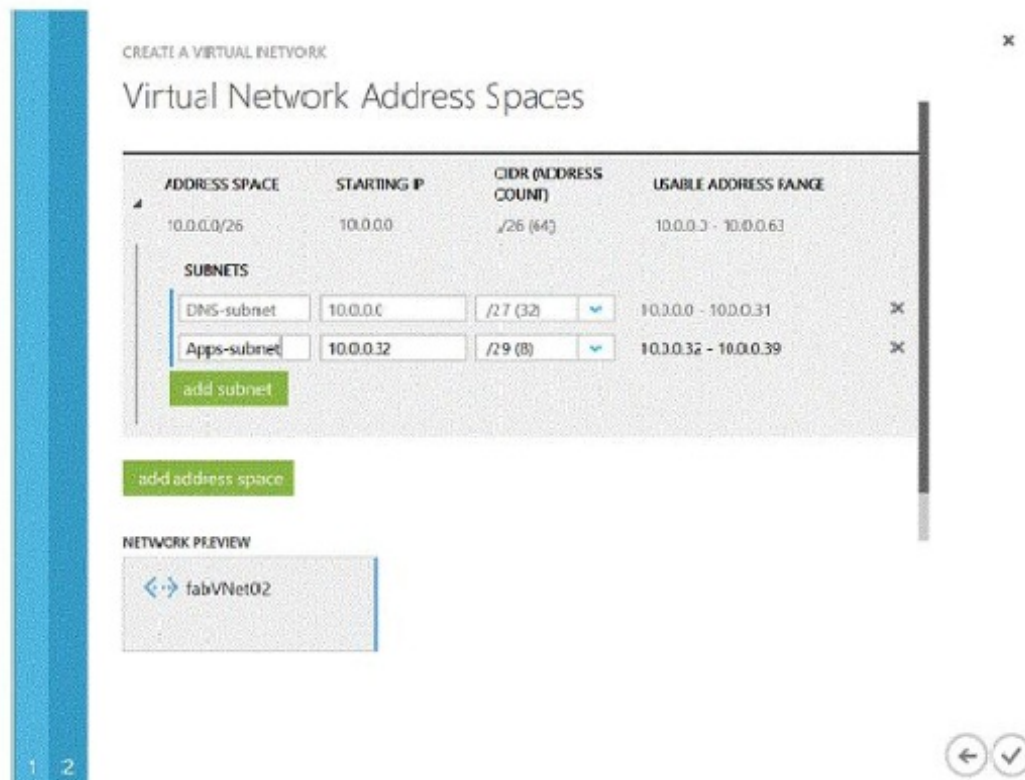 CREATE A VIRTUAL NETWORK
Virtual Network Address Spaces
ADDRESS SPACE STARTING IP CIDR (ADDRESS COUNT) USABLE ADDRESS RANGE
10.0.0.0/26 10.0.0.0 /26 (64) 10.0.0.0 - 10.0.0.63
SUBNETS
DNS-subnet 10.0.0.0 /27 (32) 10.0.0.0 - 10.0.0.31
Apps-subnet 10.0.0.32 /29 (8) 10.0.0.32 - 10.0.0.39
add subnet
add address space
NETWORK PREVIEW
fabVNet02
1 2